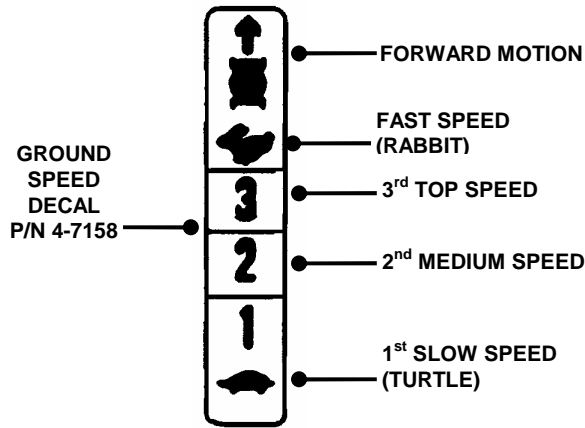 FORWARD MOTION
FAST SPEED
(RABBIT)
GROUND
SPEED
DECAL
P/N 4-7158
3rd TOP SPEED
3
2nd MEDIUM SPEED
2
1
1st SLOW SPEED
(TURTLE)